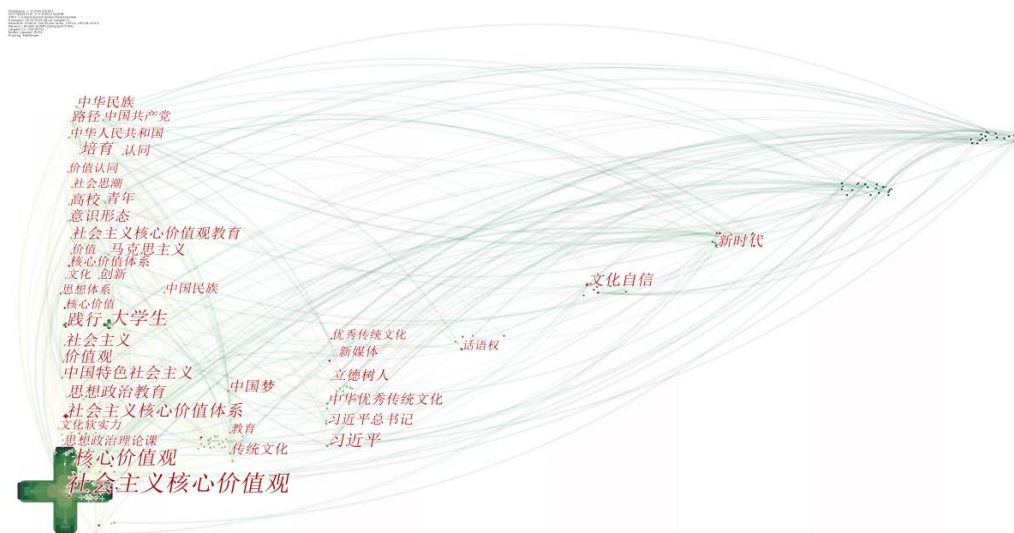 中华民族
路径 中国共产党
中华人民共和国
培育 认同
价值认同
社会思潮
高校 青年
意识形态
社会主义核心价值观教育
价值 马克思主义
核心价值体系
文化 创新
思想体系 中国民族
核心价值
践行 大学生
社会主义
价值观
中国特色社会主义
思想政治教育
社会主义核心价值体系
文化软实力
思想政治理论课
核心价值观
社会主义核心价值观
中国梦
教育
传统文化
优秀传统文化
新媒体
立德树人
中华优秀传统文化
习近平总书记
习近平
话语权
文化自信
新时代